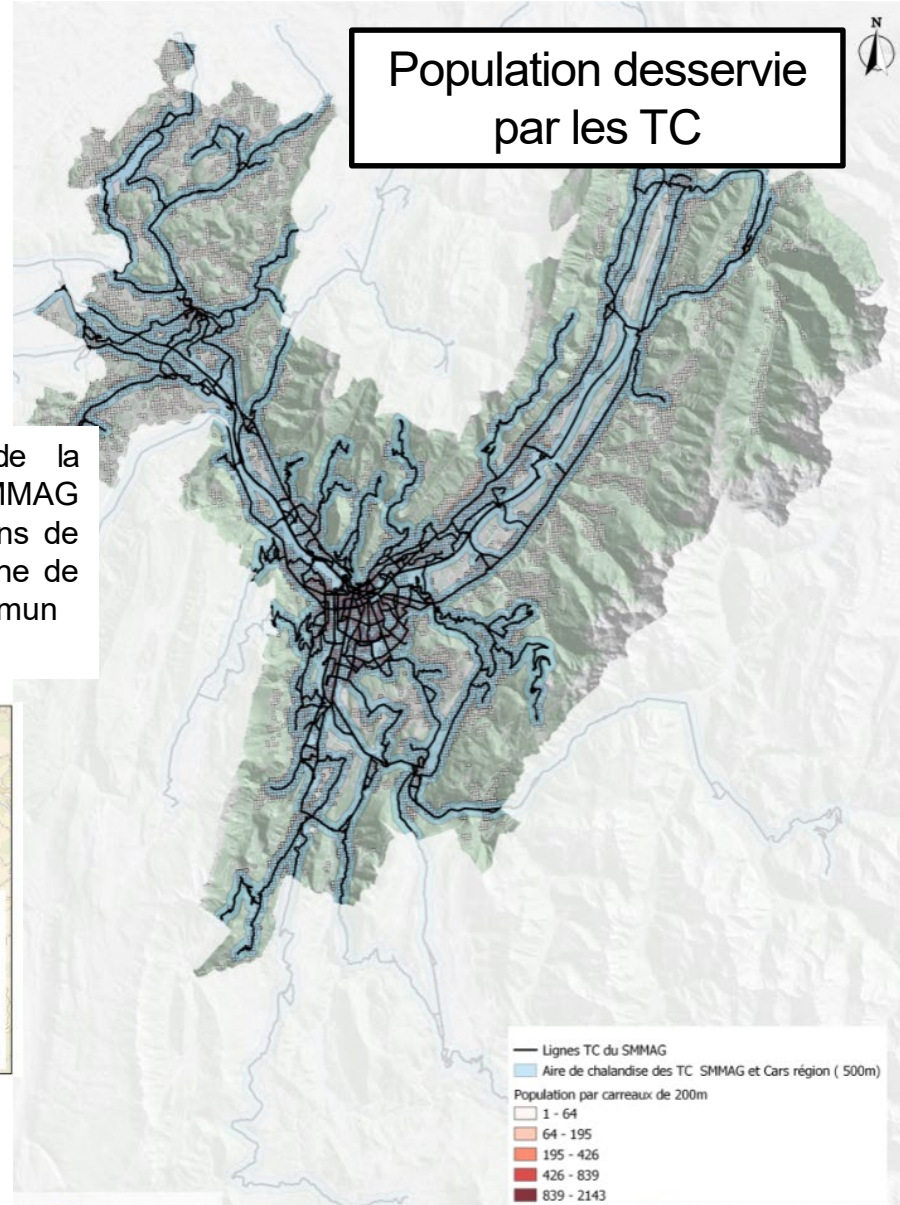 Population desservie
par les TC
N
de la
MMAG
ns de
ne de
mun
Lignes TC du SMMAG
Aire de chalandise des TC SMMAG et Cars région ( 500m)
Population par carreaux de 200m
1 - 64
64 - 195
195 - 426
426 - 839
839 - 2143